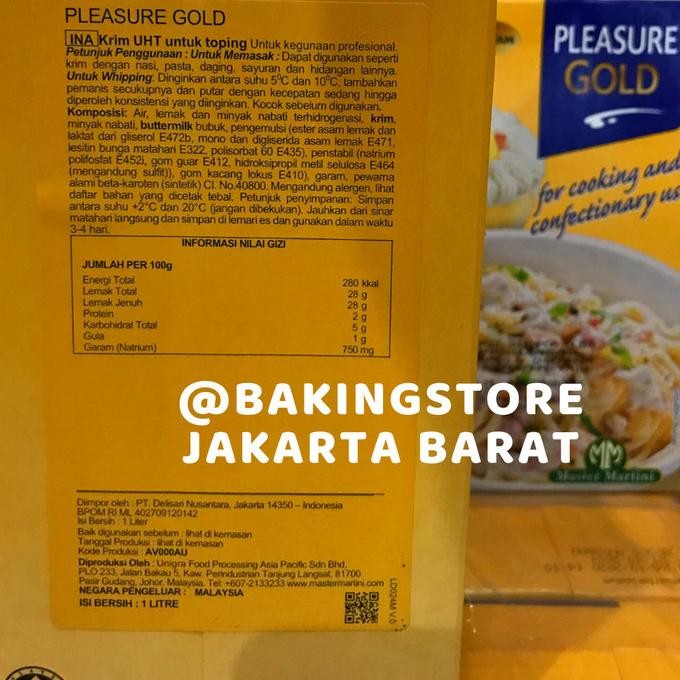 PLEASURE GOLD
INA Krim UHT untuk toping Untuk kegunaan profesional.
Petunjuk Penggunaan : Untuk Memasak : Dapat digunakan seperti
krim dengan nasi, pasta, daging, sayuran dan hidangan lainnya.
Untuk Whipping: Dinginkan antara suhu 5°C dan 10°C, tambahkan
pemanis secukupnya dan putar dengan kecepatan sedang hingga
diperoleh konsistensi yang diinginkan. Kocok sebelum digunakan.
Komposisi: Air, lemak dan minyak nabati terhidrogenasi, krim,
minyak nabati, buttermilk bubuk, pengemulsi (ester asam lemak dan
laktat dari gliserol E472b, mono dan digliserida asam lemak E471,
lesitin bunga matahari E322, polisorbat 60 E435), penstabil (natrium
polifosfat E452i, gom guar E412, hidroksipropil metil selulosa E464
(mengandung sulfit)), gom kacang lokus E410), garam, pewarna
alami beta-karoten (sintetik) CI. No.40800. Mengandung alergen, lihat
daftar bahan yang dicetak tebal. Petunjuk penyimpanan: Simpan
antara suhu +2°C dan 20°C (jangan dibekukan). Jauhkan dari sinar
matahari langsung dan simpan di lemari es dan gunakan dalam waktu
3-4 hari.
INFORMASI NILAI GIZI
JUMLAH PER 100g
Energi Total 280 kkal
Lemak Total 28 g
Lemak Jenuh 28 g
Protein 2 g
Karbohidrat Total 5 g
Gula 1 g
Garam (Natrium) 750 mg
@BAKINGSTORE
JAKARTA BARAT
Diimpor oleh : PT. Delisari Nusantara, Jakarta 14350 – Indonesia
BPOM RI ML 402709120142
Isi Bersih : 1 Liter
Baik digunakan sebelum : lihat di kemasan
Tanggal Produksi : lihat di kemasan
Kode Produksi : AV000AU
Diproduksi Oleh : Unigra Food Processing Asia Pacific Sdn Bhd,
PLO 233, Jalan Bakau 5, Kaw. Perindustrian Tanjung Langsat, 81700
Pasir Gudang, Johor, Malaysia. Tel: +607-2133233 www.mastermartini.com
NEGARA PENGELUAR : MALAYSIA
ISI BERSIH : 1 LITRE
LD024M V.0
PLEASURE
GOLD
for cooking and
confectionary us
Master Martini